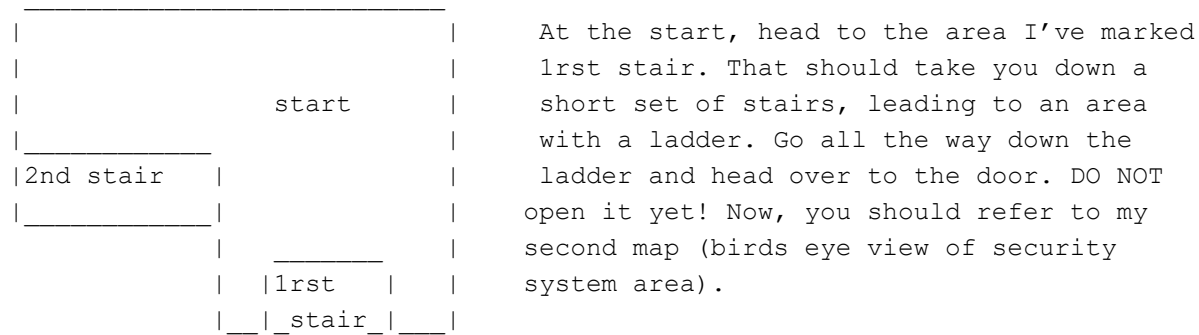 At the start, head to the area I've marked
1rst stair. That should take you down a
start short set of stairs, leading to an area
with a ladder. Go all the way down the
2nd stair ladder and head over to the door. DO NOT
open it yet! Now, you should refer to my
second map (birds eye view of security
1rst system area).
stair